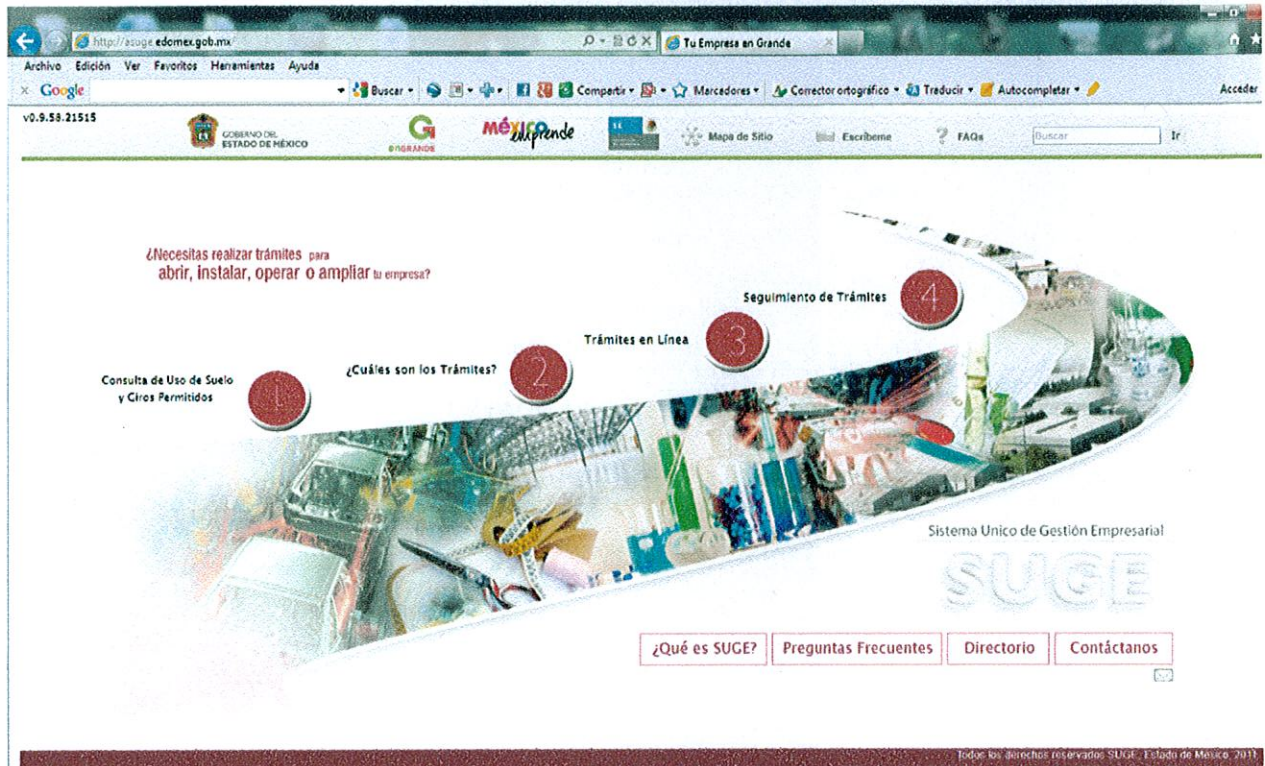 http://asuge.edomex.gob.mx
Tu Empresa en Grande
Archivo Edición Ver Favoritos Herramientas Ayuda
Google
Buscar
Compartir
Marcadores
Corrector ortográfico
Traducir
Autocompletar
Acceder
v0.9.58.21515
GOBIERNO DEL
ESTADO DE MÉXICO
enGRANDE
México emprende
Mapa de Sitio
Escríbeme
FAQs
Buscar
Ir
¿Necesitas realizar trámites para
abrir, instalar, operar o ampliar tu empresa?
Seguimiento de Trámites 4
Trámites en Línea 3
¿Cuáles son los Trámites? 2
Consulta de Uso de Suelo
y Giros Permitidos
1
Sistema Unico de Gestión Empresarial
SUGE
¿Qué es SUGE?
Preguntas Frecuentes
Directorio
Contáctanos
Todos los derechos reservados SUGE, Estado de México, 2011